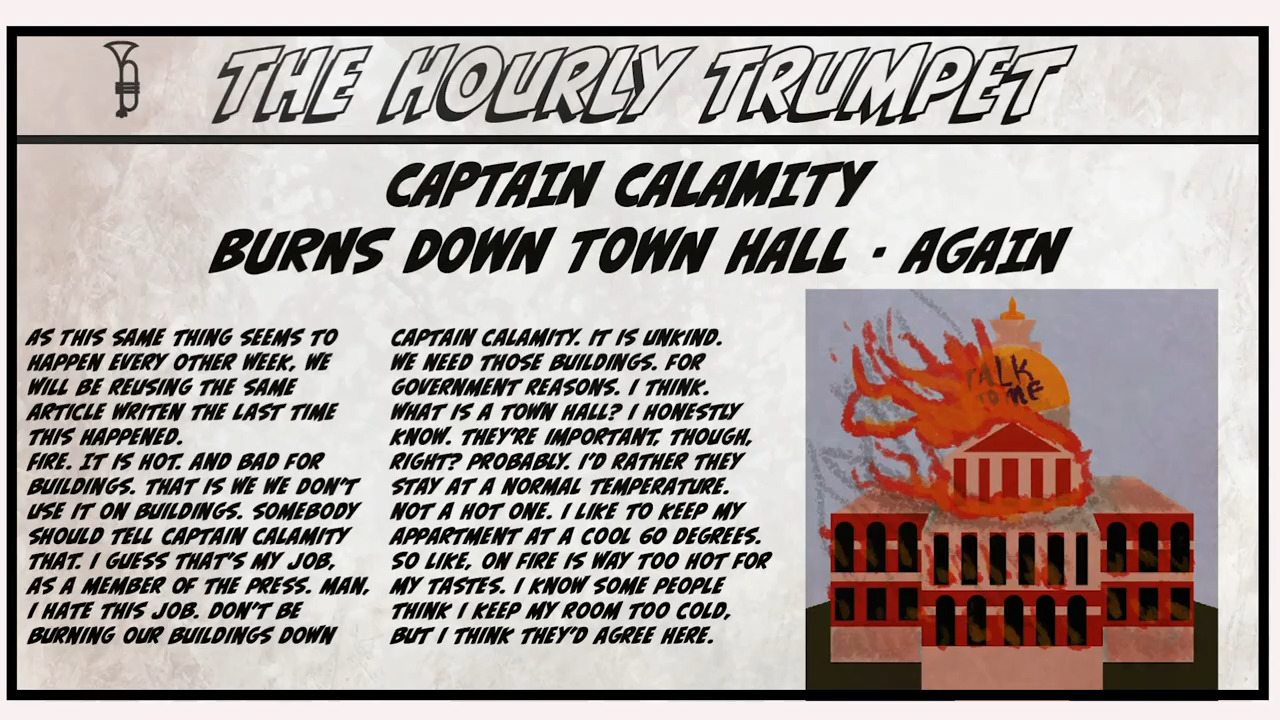 THE HOURLY TRUMPET
CAPTAIN CALAMITY
BURNS DOWN TOWN HALL - AGAIN
AS THIS SAME THING SEEMS TO
HAPPEN EVERY OTHER WEEK, WE
WILL BE REUSING THE SAME
ARTICLE WRITEN THE LAST TIME
THIS HAPPENED.
FIRE. IT IS HOT. AND BAD FOR
BUILDINGS. THAT IS WE WE DON'T
USE IT ON BUILDINGS. SOMEBODY
SHOULD TELL CAPTAIN CALAMITY
THAT. I GUESS THAT'S MY JOB,
AS A MEMBER OF THE PRESS. MAN,
I HATE THIS JOB. DON'T BE
BURNING OUR BUILDINGS DOWN
CAPTAIN CALAMITY. IT IS UNKIND.
WE NEED THOSE BUILDINGS. FOR
GOVERNMENT REASONS. I THINK.
WHAT IS A TOWN HALL? I HONESTLY
KNOW. THEY'RE IMPORTANT, THOUGH,
RIGHT? PROBABLY. I'D RATHER THEY
STAY AT A NORMAL TEMPERATURE.
NOT A HOT ONE. I LIKE TO KEEP MY
APPARTMENT AT A COOL 60 DEGREES.
SO LIKE, ON FIRE IS WAY TOO HOT FOR
MY TASTES. I KNOW SOME PEOPLE
THINK I KEEP MY ROOM TOO COLD,
BUT I THINK THEY'D AGREE HERE.
TALK
TO ME